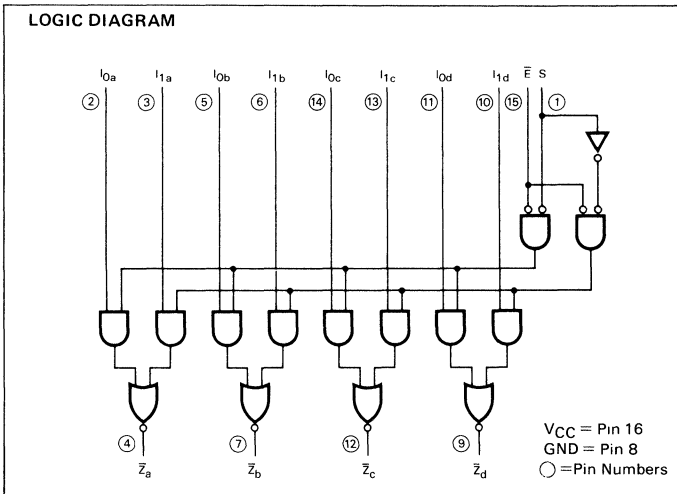 LOGIC DIAGRAM
I0a I1a I0b I1b I0c I1c I0d I1d E̅ S
2 3 5 6 14 13 11 10 15 1
4 7 12 9
Z̅a Z̅b Z̅c Z̅d
VCC = Pin 16
GND = Pin 8
◯ = Pin Numbers